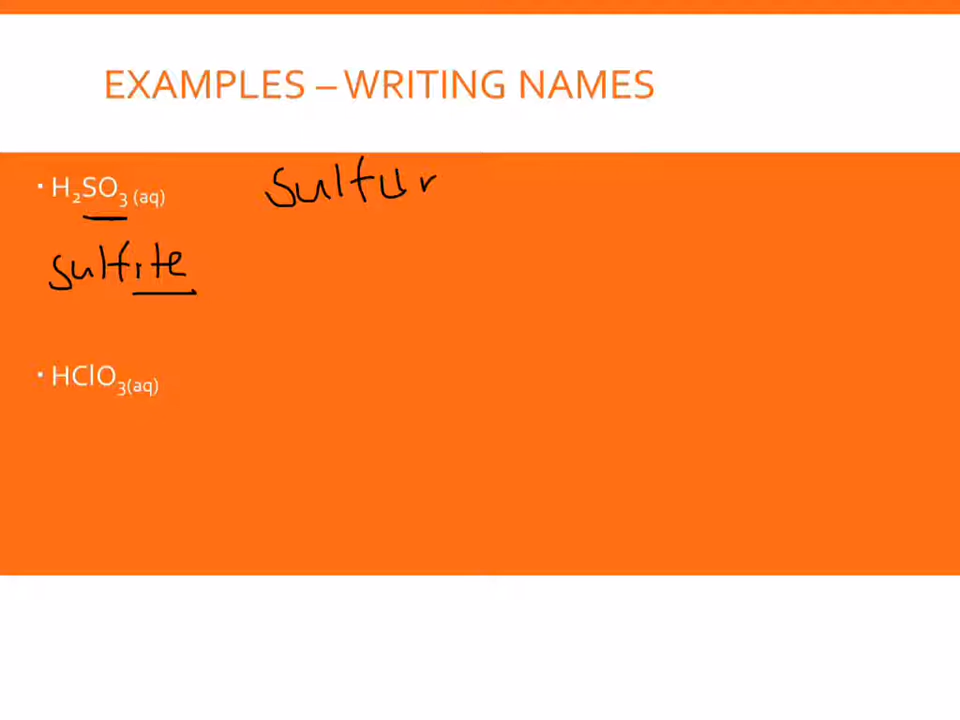 EXAMPLES – WRITING NAMES
• H₂SO₃ (aq) sulfur
sulfite
• HClO₃(aq)